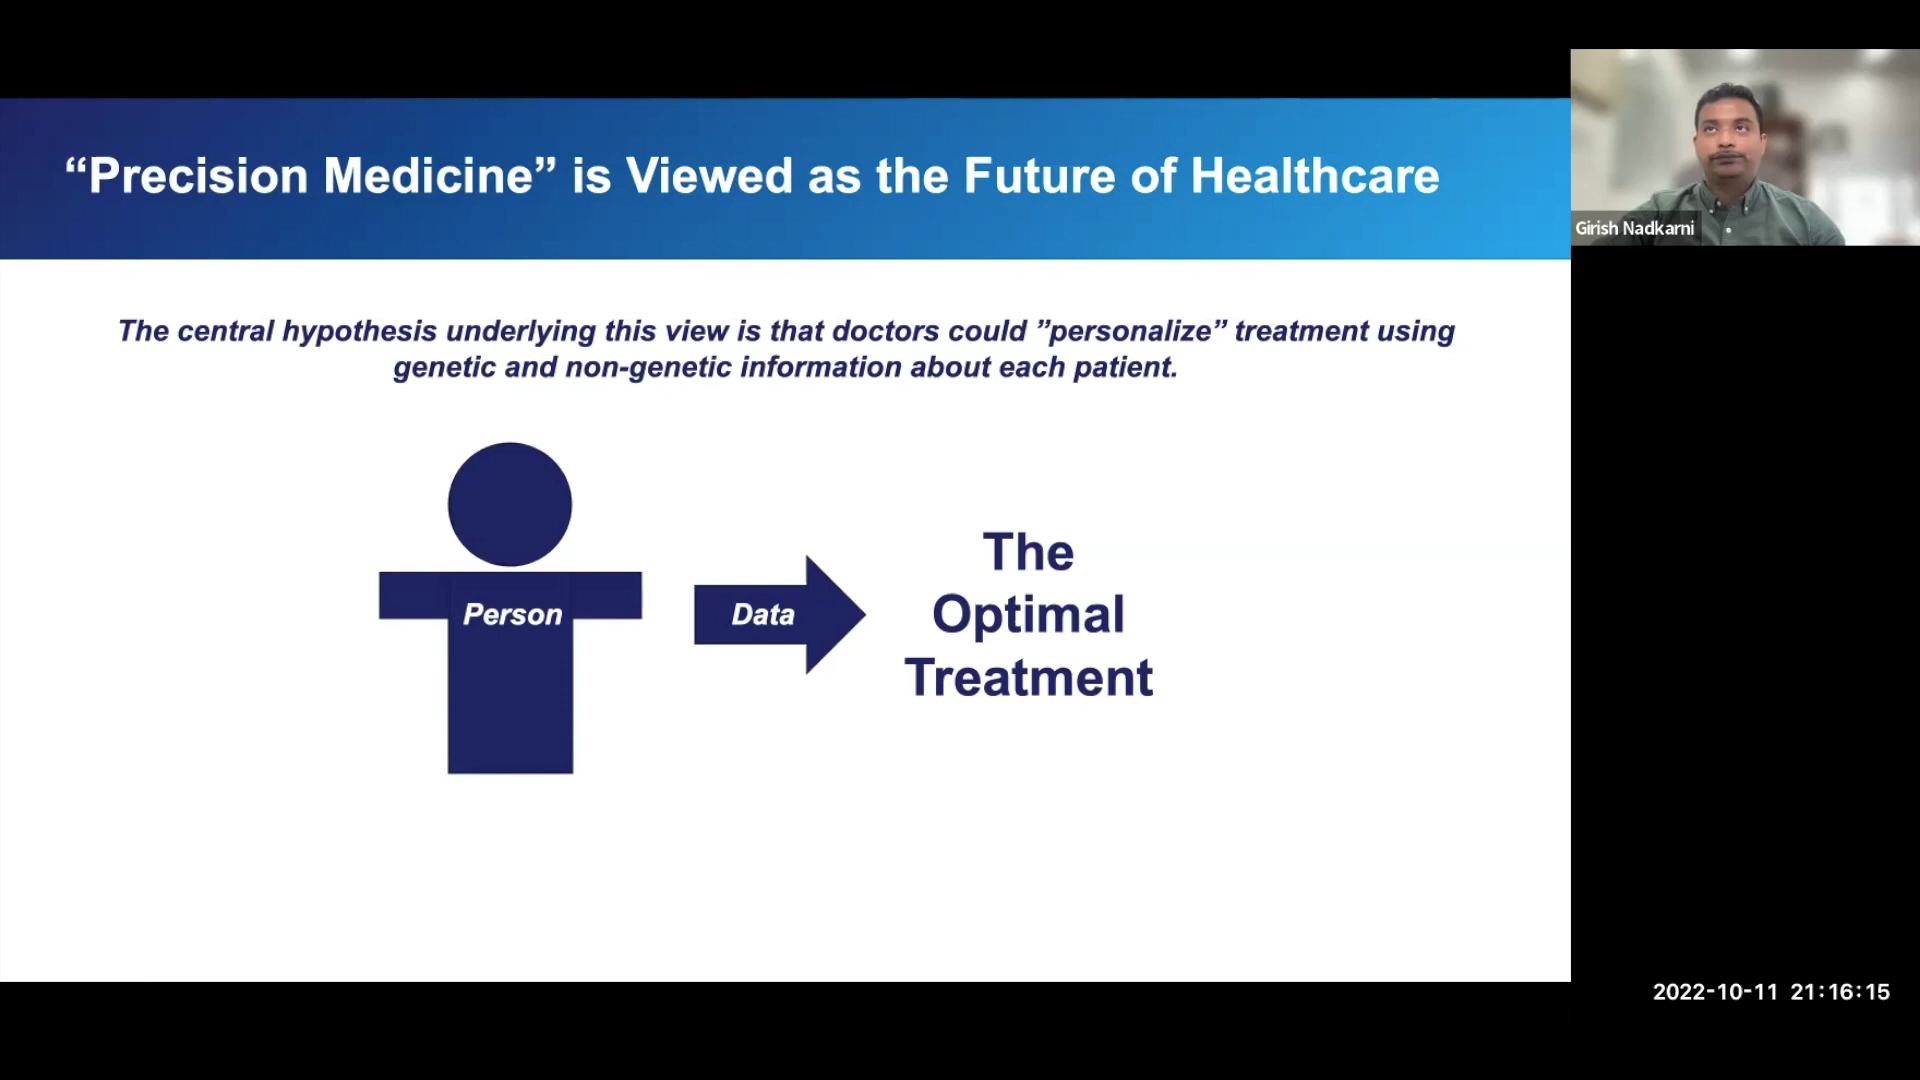 “Precision Medicine” is Viewed as the Future of Healthcare
Girish Nadkarni
The central hypothesis underlying this view is that doctors could ”personalize” treatment using
genetic and non-genetic information about each patient.
Person
Data
The
Optimal
Treatment
2022-10-11 21:16:15